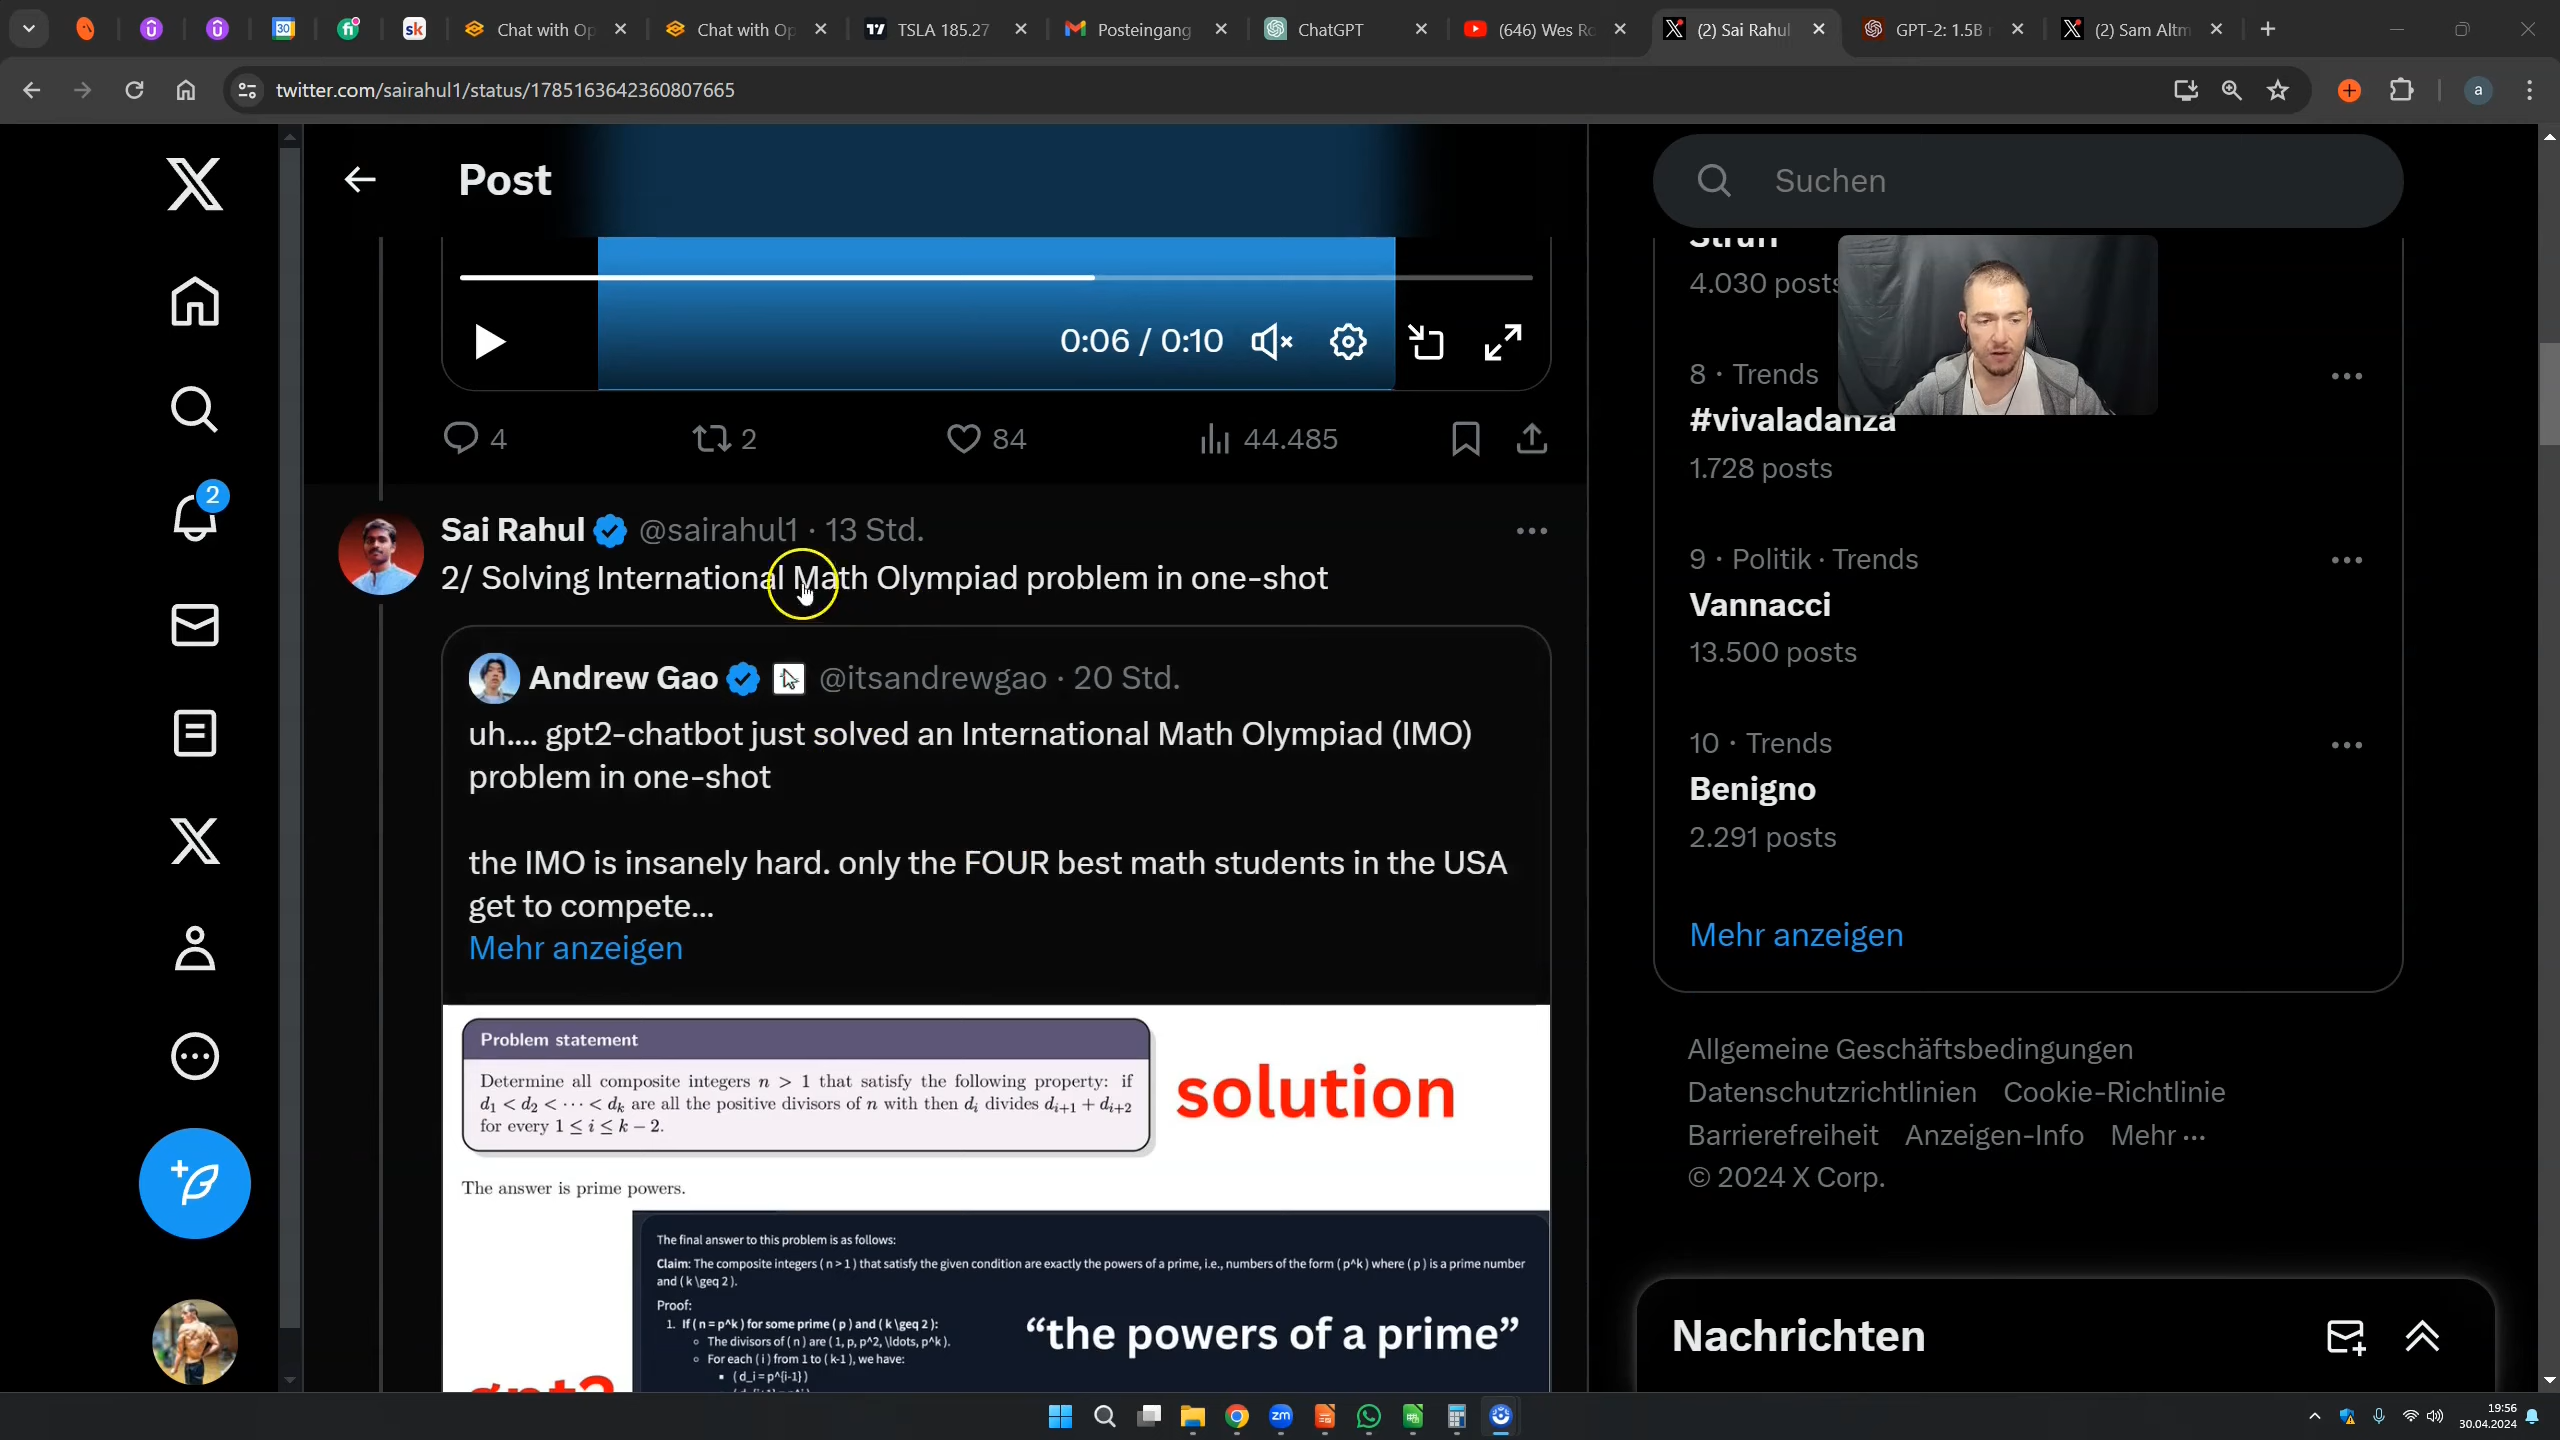 Chat with Op
Chat with Op
TSLA 185.27
Posteingang
ChatGPT
(646) Wes Ro
(2) Sai Rahul
GPT-2: 1.5B r
(2) Sam Altm
twitter.com/sairahul1/status/1785163642360807665
a
Post
Suchen
0:06 / 0:10
4
2
84
44.485
2
Sai Rahul @sairahul1 · 13 Std.
2/ Solving International Math Olympiad problem in one-shot
Andrew Gao @itsandrewgao · 20 Std.
uh.... gpt2-chatbot just solved an International Math Olympiad (IMO)
problem in one-shot
the IMO is insanely hard. only the FOUR best math students in the USA
get to compete...
Mehr anzeigen
Problem statement
Determine all composite integers n > 1 that satisfy the following property: if
d₁ < d₂ < ··· < dₖ are all the positive divisors of n with then dᵢ divides dᵢ₊₁ + dᵢ₊₂
for every 1 ≤ i ≤ k − 2.
solution
The answer is prime powers.
The final answer to this problem is as follows:
Claim: The composite integers ( n > 1 ) that satisfy the given condition are exactly the powers of a prime, i.e., numbers of the form ( p^k ) where ( p ) is a prime number
and ( k \geq 2 ).
Proof:
1. If ( n = p^k ) for some prime ( p ) and ( k \geq 2 ):
The divisors of ( n ) are ( 1, p, p^2, \ldots, p^k ).
For each ( i ) from 1 to ( k-1 ), we have:
( d_i = p^{i-1} )
“the powers of a prime”
gpt2
4.030 posts
8 · Trends
#vivaladanza
1.728 posts
9 · Politik · Trends
Vannacci
13.500 posts
10 · Trends
Benigno
2.291 posts
Mehr anzeigen
Allgemeine Geschäftsbedingungen
Datenschutzrichtlinien Cookie-Richtlinie
Barrierefreiheit Anzeigen-Info Mehr ···
© 2024 X Corp.
Nachrichten
zm
19:56
30.04.2024